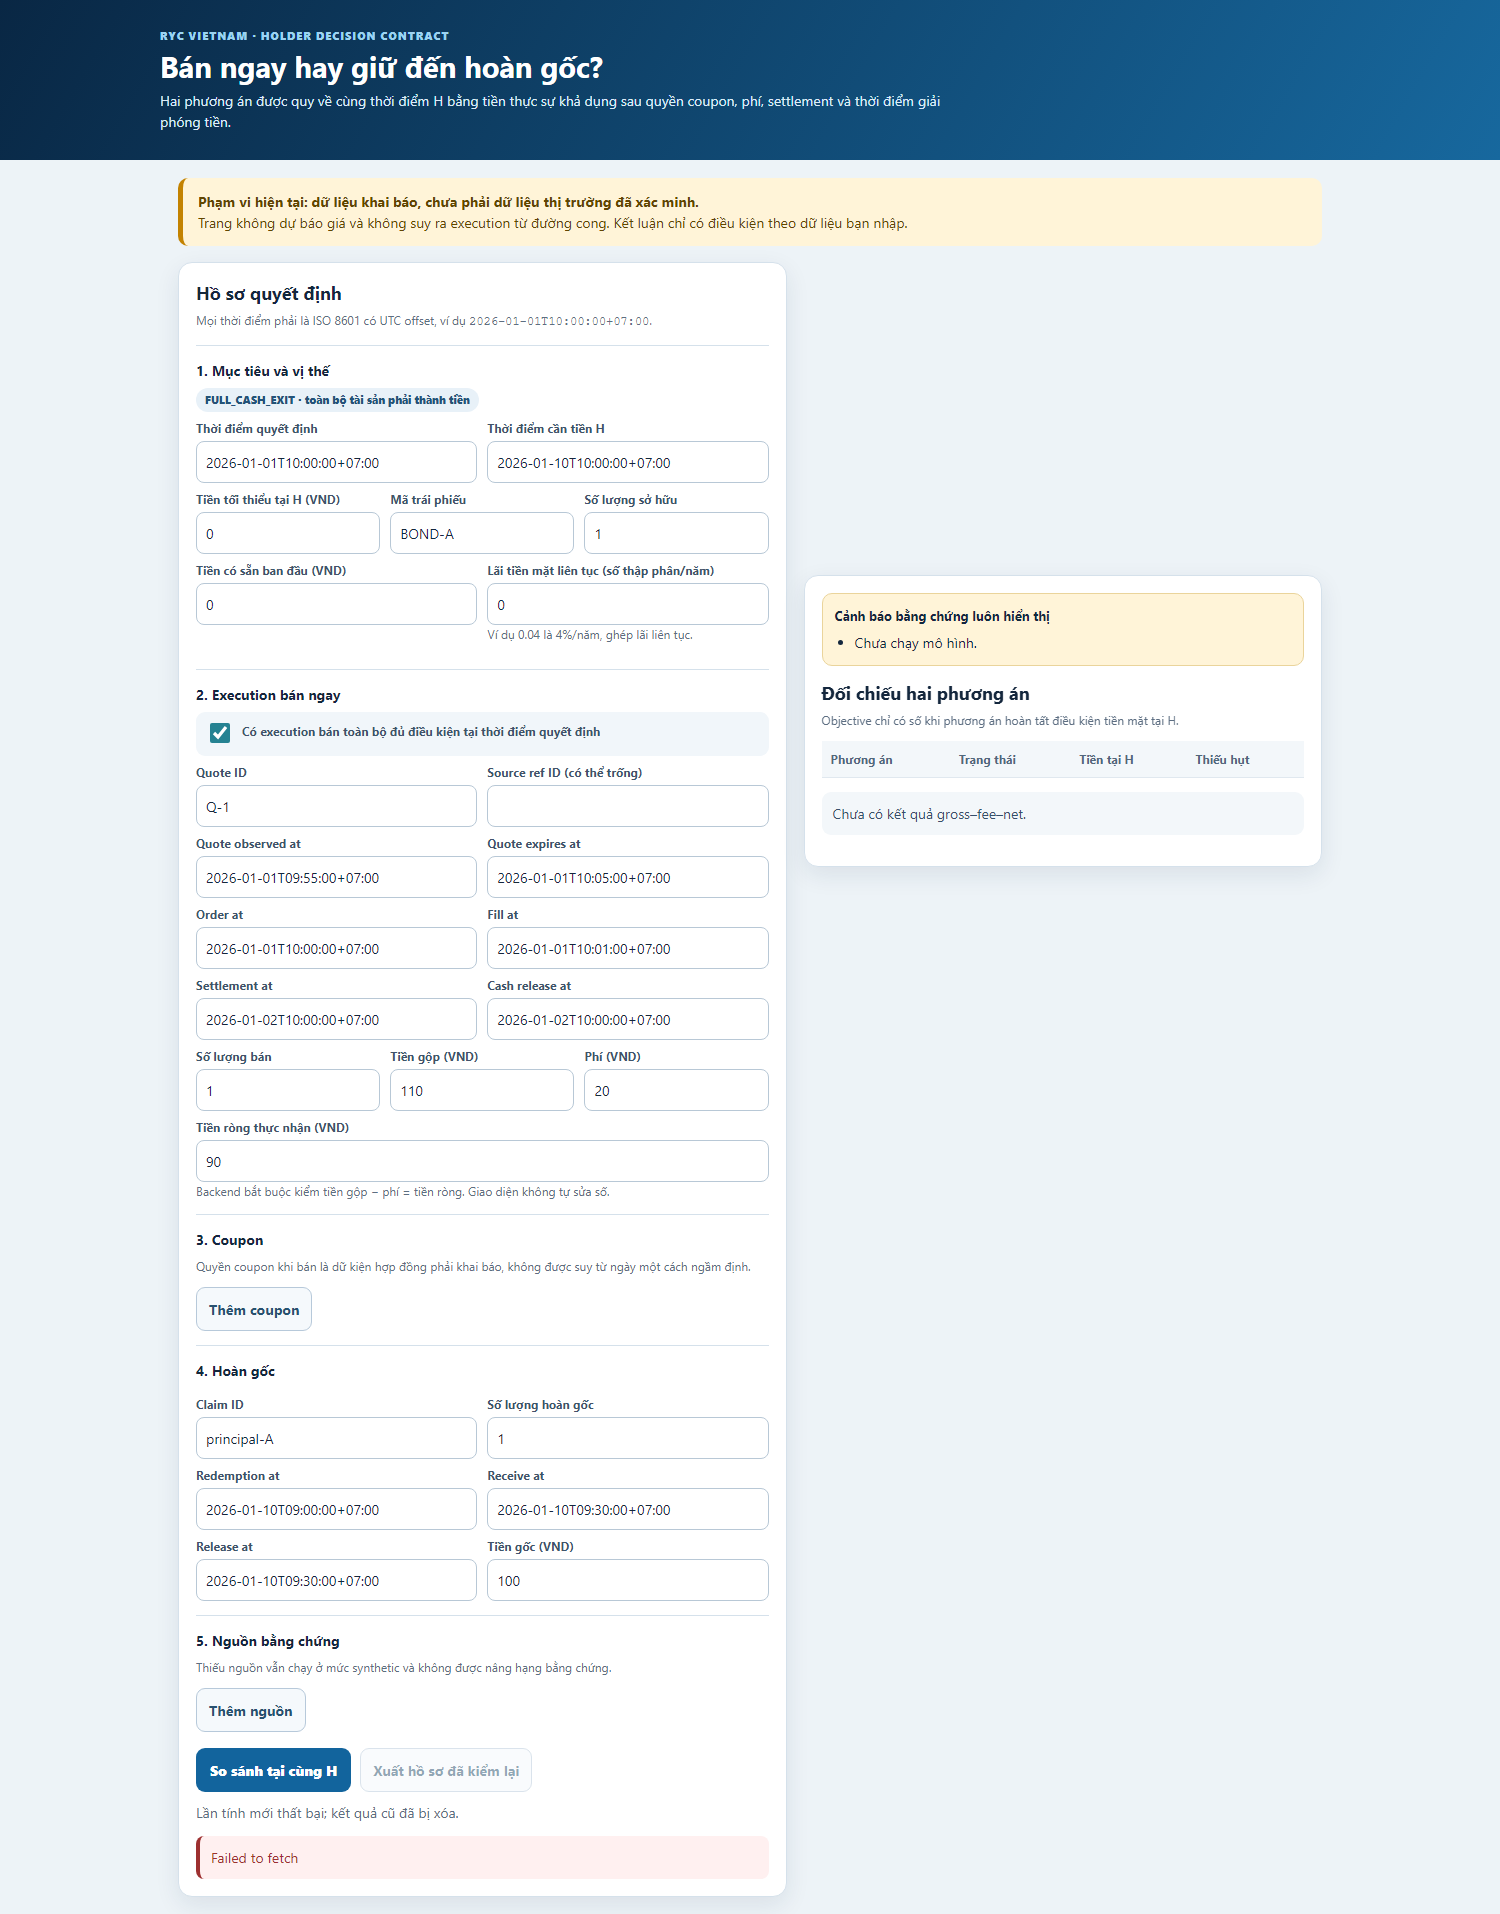 RYC VIETNAM · HOLDER DECISION CONTRACT
Bán ngay hay giữ đến hoàn gốc?
Hai phương án được quy về cùng thời điểm H bằng tiền thực sự khả dụng sau quyền coupon, phí, settlement và thời điểm giải
phóng tiền.
Phạm vi hiện tại: dữ liệu khai báo, chưa phải dữ liệu thị trường đã xác minh.
Trang không dự báo giá và không suy ra execution từ đường cong. Kết luận chỉ có điều kiện theo dữ liệu bạn nhập.
Hồ sơ quyết định
Mọi thời điểm phải là ISO 8601 có UTC offset, ví dụ 2026-01-01T10:00:00+07:00.
1. Mục tiêu và vị thế
FULL_CASH_EXIT · toàn bộ tài sản phải thành tiền
Thời điểm quyết định
Thời điểm cần tiền H
2026-01-01T10:00:00+07:00
2026-01-10T10:00:00+07:00
Tiền tối thiểu tại H (VND)
Mã trái phiếu
Số lượng sở hữu
0
BOND-A
1
Tiền có sẵn ban đầu (VND)
Lãi tiền mặt liên tục (số thập phân/năm)
0
0
Ví dụ 0.04 là 4%/năm, ghép lãi liên tục.
2. Execution bán ngay
Có execution bán toàn bộ đủ điều kiện tại thời điểm quyết định
Quote ID
Source ref ID (có thể trống)
Q-1
Quote observed at
Quote expires at
2026-01-01T09:55:00+07:00
2026-01-01T10:05:00+07:00
Order at
Fill at
2026-01-01T10:00:00+07:00
2026-01-01T10:01:00+07:00
Settlement at
Cash release at
2026-01-02T10:00:00+07:00
2026-01-02T10:00:00+07:00
Số lượng bán
Tiền gộp (VND)
Phí (VND)
1
110
20
Tiền ròng thực nhận (VND)
90
Backend bắt buộc kiểm tiền gộp − phí = tiền ròng. Giao diện không tự sửa số.
3. Coupon
Quyền coupon khi bán là dữ kiện hợp đồng phải khai báo, không được suy từ ngày một cách ngầm định.
Thêm coupon
4. Hoàn gốc
Claim ID
Số lượng hoàn gốc
principal-A
1
Redemption at
Receive at
2026-01-10T09:00:00+07:00
2026-01-10T09:30:00+07:00
Release at
Tiền gốc (VND)
2026-01-10T09:30:00+07:00
100
5. Nguồn bằng chứng
Thiếu nguồn vẫn chạy ở mức synthetic và không được nâng hạng bằng chứng.
Thêm nguồn
So sánh tại cùng H
Xuất hồ sơ đã kiểm lại
Lần tính mới thất bại; kết quả cũ đã bị xóa.
Failed to fetch
Cảnh báo bằng chứng luôn hiển thị
• Chưa chạy mô hình.
Đối chiếu hai phương án
Objective chỉ có số khi phương án hoàn tất điều kiện tiền mặt tại H.
Phương án
Trạng thái
Tiền tại H
Thiếu hụt
Chưa có kết quả gross–fee–net.